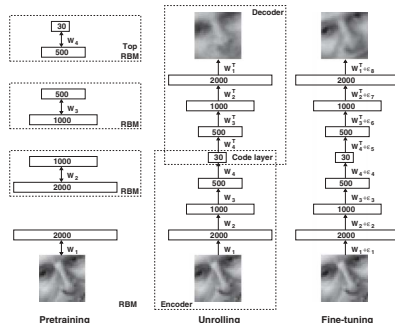 30
W4
500
Top
RBM
500
W3
1000
RBM
1000
W2
2000
RBM
2000
W1
RBM
Pretraining
Decoder
W1T
2000
W2T
1000
W3T
500
W4T
30
Code layer
W4
500
W3
1000
W2
2000
W1
Encoder
Unrolling
W1T+ε8
2000
W2T+ε7
1000
W3T+ε6
500
W4T+ε5
30
W4+ε4
500
W3+ε3
1000
W2+ε2
2000
W1+ε1
Fine-tuning